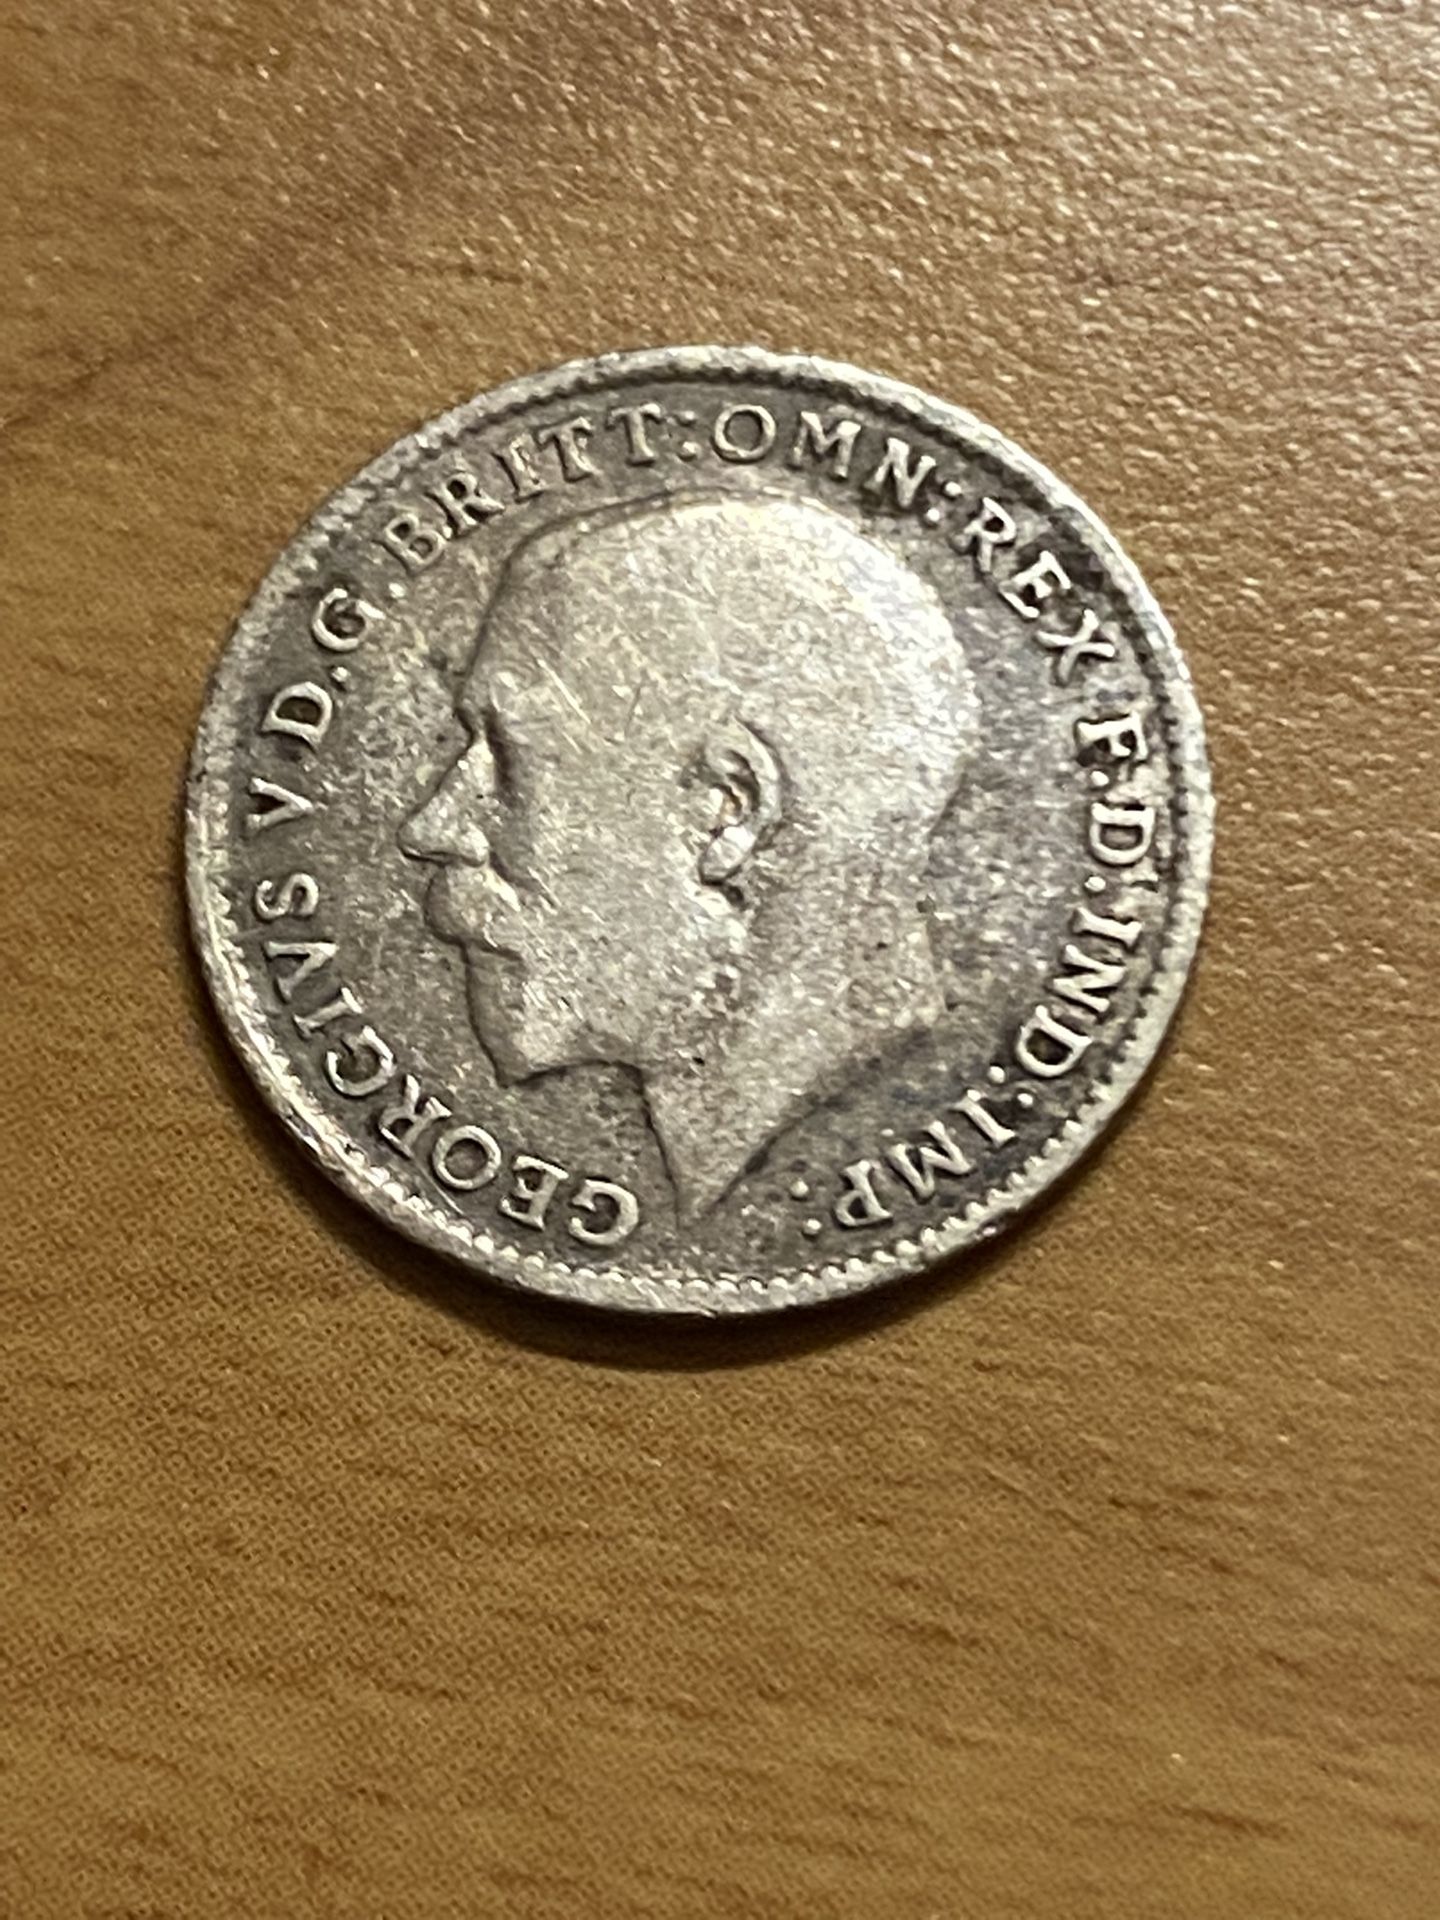 GEORGIVS V D.G. BRITT: OMN: REX F.D: IND: IMP: